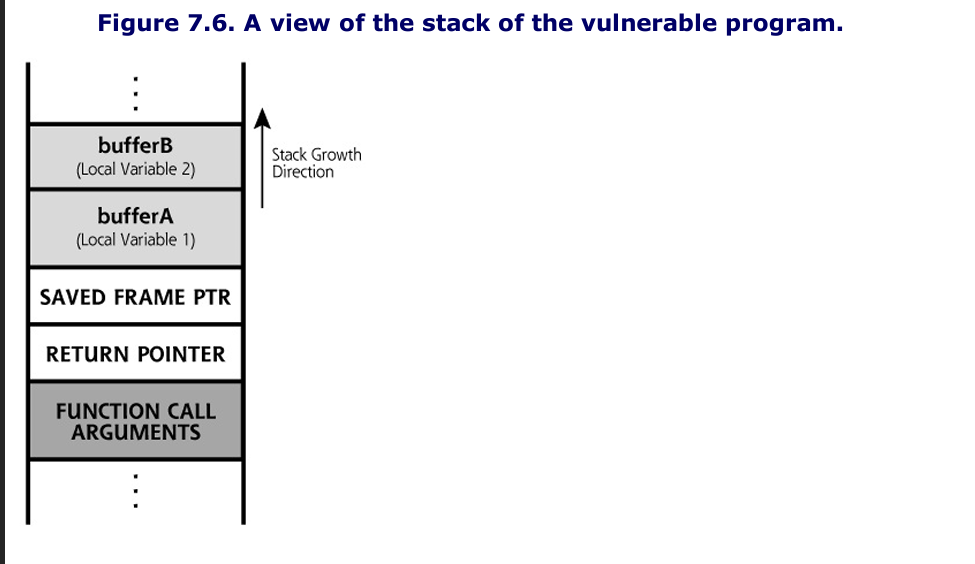 Figure 7.6. A view of the stack of the vulnerable program.
bufferB
(Local Variable 2)
Stack Growth
Direction
bufferA
(Local Variable 1)
SAVED FRAME PTR
RETURN POINTER
FUNCTION CALL
ARGUMENTS